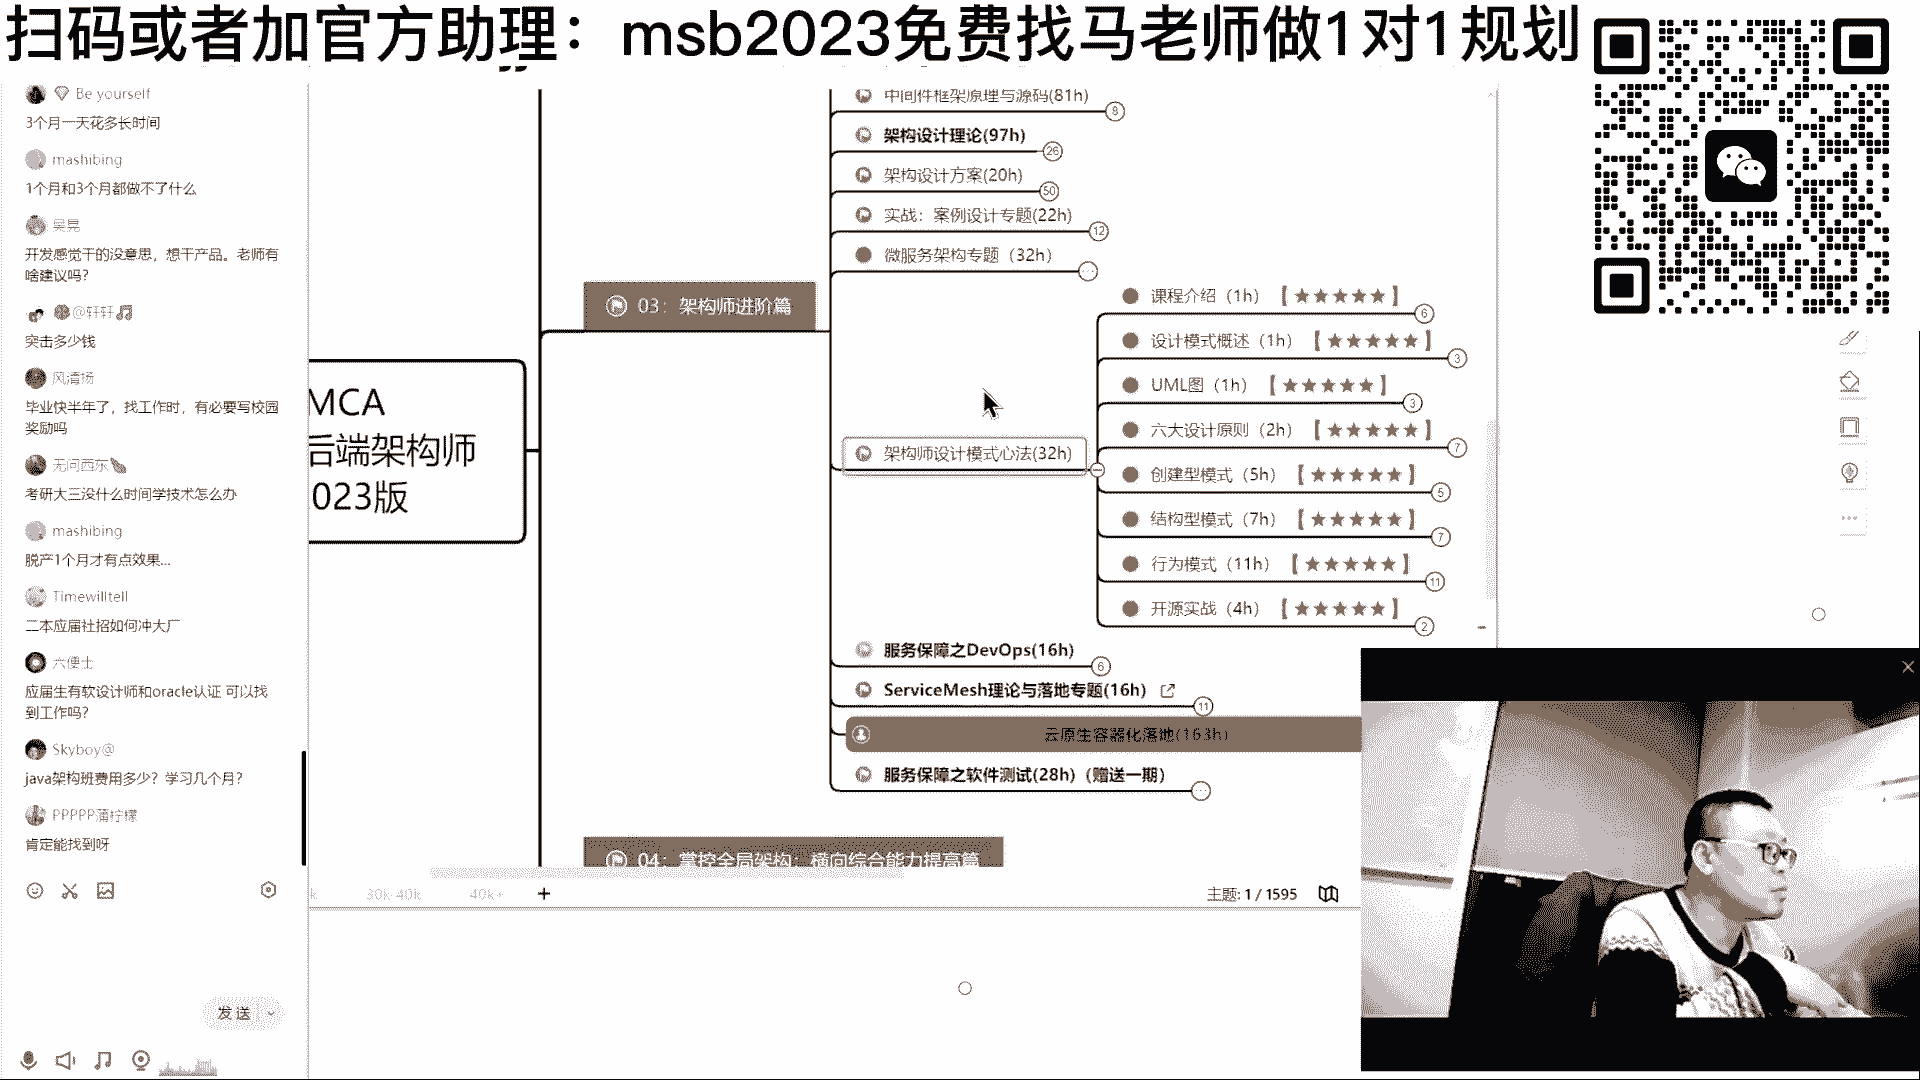 扫码或者加官方助理：msb2023免费找马老师做1对1规划
Be yourself
3个月一天花多长时间
mashibing
1个月和3个月都做不了什么
吴晃
开发感觉干的没意思，想干产品。老师有
啥建议吗？
@轩轩
突击多少钱
风清扬
毕业快半年了，找工作时，有必要写校园
奖励吗
无问西东
考研大三没什么时间学技术怎么办
mashibing
脱产1个月才有点效果...
Timewilltell
二本应届社招如何冲大厂
六便士
应届生有软设计师和oracle认证 可以找
到工作吗？
Skyboy@
java架构班费用多少？学习几个月？
PPPPP蒲柠檬
肯定能找到呀
发送
MCA
后端架构师
023版
03：架构师进阶篇
中间件框架原理与源码(81h)
8
架构设计理论(97h)
26
架构设计方案(20h)
50
实战：案例设计专题(22h)
12
微服务架构专题（32h）
架构师设计模式心法(32h)
课程介绍（1h）【★★★★★】
6
设计模式概述（1h）【★★★★★】
3
UML图（1h）【★★★★★】
3
六大设计原则（2h）【★★★★★】
7
创建型模式（5h）【★★★★★】
5
结构型模式（7h）【★★★★★】
7
行为模式（11h）【★★★★★】
11
开源实战（4h）【★★★★★】
2
服务保障之DevOps(16h)
6
ServiceMesh理论与落地专题(16h)
11
云原生容器化落地(163h)
服务保障之软件测试(28h)（赠送一期）
04：掌控全局架构：横向综合能力提高篇
k
30k-40k
40k+
主题: 1 / 1595